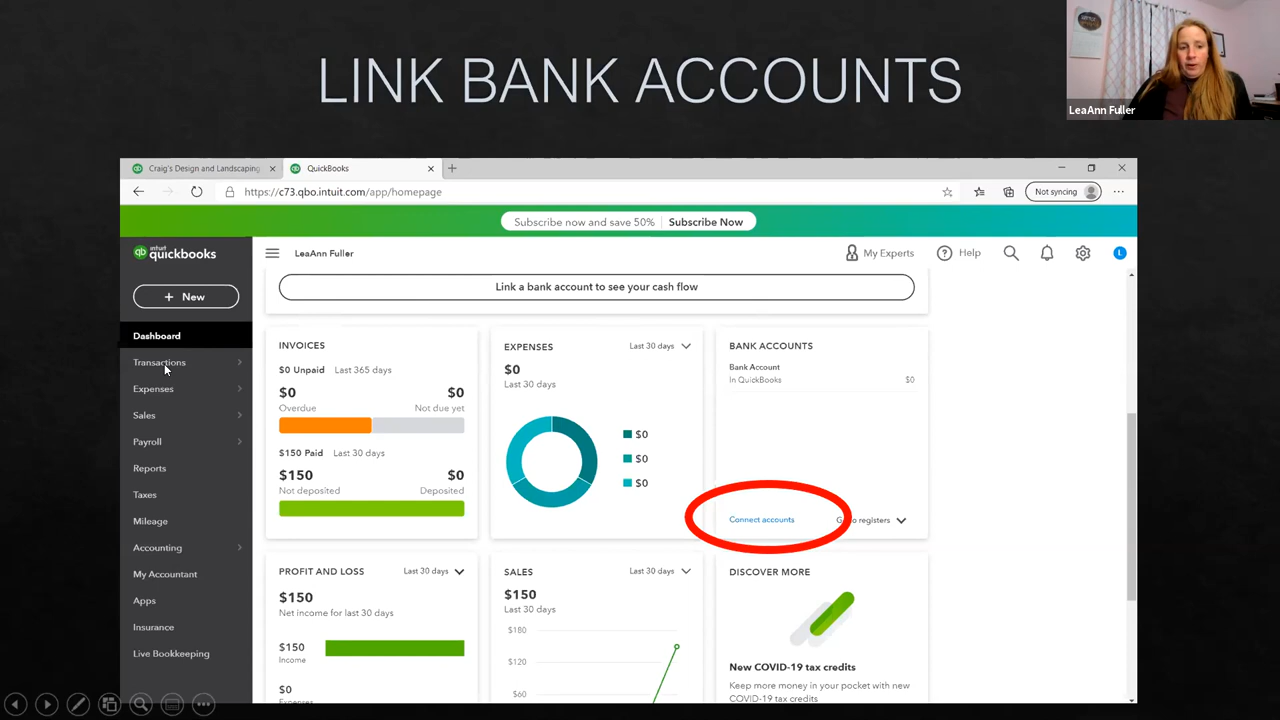 LINK BANK ACCOUNTS
LeaAnn Fuller
Craig's Design and Landscaping
QuickBooks
https://c73.qbo.intuit.com/app/homepage
Not syncing
Subscribe now and save 50% | Subscribe Now
intuit
quickbooks
LeaAnn Fuller
My Experts
Help
L
+ New
Dashboard
Transactions
Expenses
Sales
Payroll
Reports
Taxes
Mileage
Accounting
My Accountant
Apps
Insurance
Live Bookkeeping
Link a bank account to see your cash flow
INVOICES
$0 Unpaid Last 365 days
$0 $0
Overdue Not due yet
$150 Paid Last 30 days
$150 $0
Not deposited Deposited
EXPENSES Last 30 days
$0
Last 30 days
$0
$0
$0
BANK ACCOUNTS
Bank Account
In QuickBooks $0
Connect accounts
to registers
PROFIT AND LOSS Last 30 days
$150
Net income for last 30 days
$150
Income
$0
Expenses
SALES Last 30 days
$150
Last 30 days
$180
$120
$60
DISCOVER MORE
New COVID-19 tax credits
Keep more money in your pocket with new
COVID-19 tax credits